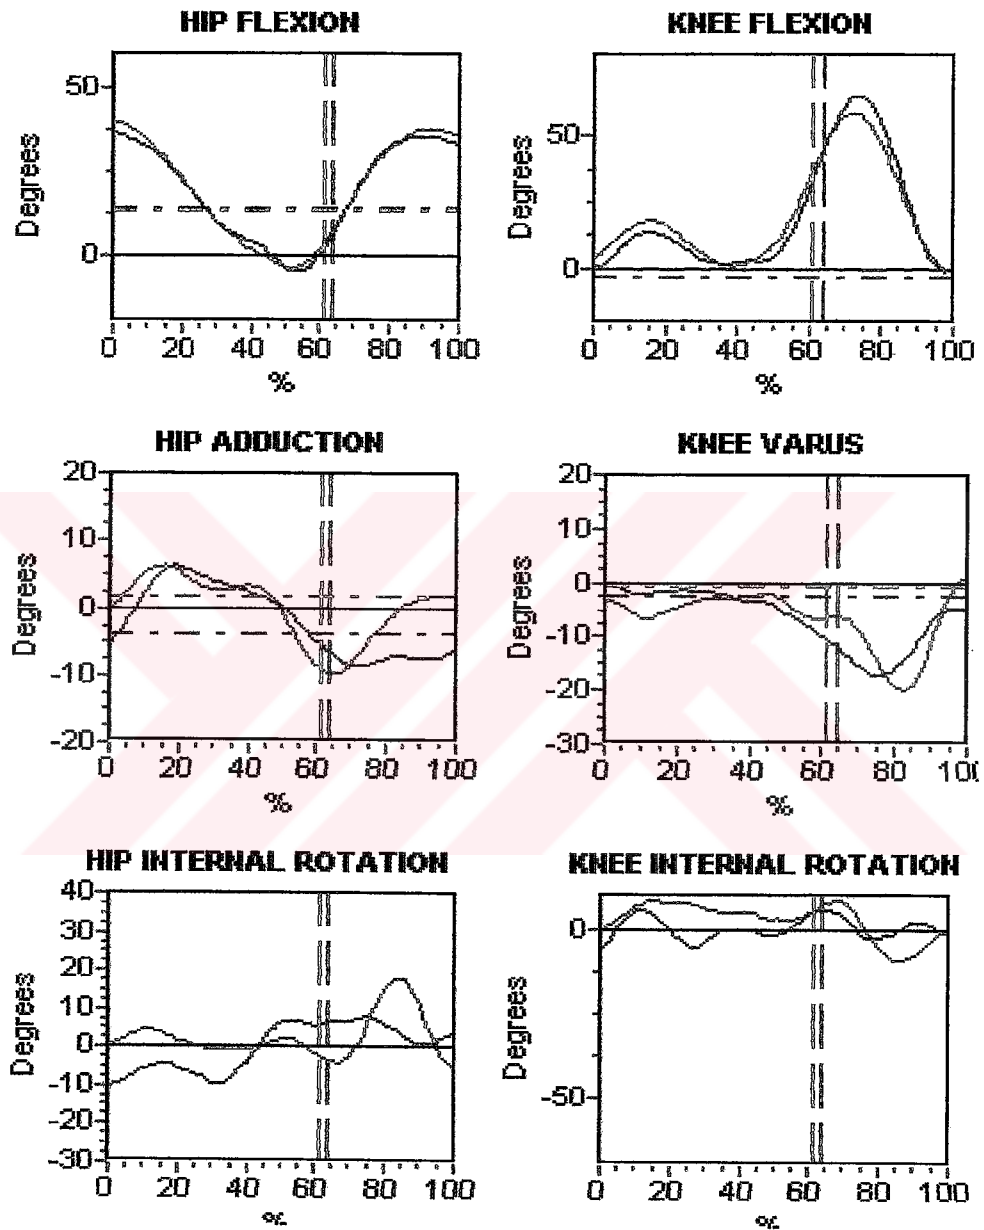 HIP FLEXION
50
0
Degrees
0 20 40 60 80 100
%
KNEE FLEXION
50
0
Degrees
0 20 40 60 80 100
%
HIP ADDUCTION
20
10
0
-10
-20
Degrees
0 20 40 60 80 100
%
KNEE VARUS
20
10
0
-10
-20
-30
Degrees
0 20 40 60 80 10(
%
HIP INTERNAL ROTATION
40
30
20
10
0
-10
-20
-30
Degrees
0 20 40 60 80 100
%
KNEE INTERNAL ROTATION
0
-50
Degrees
0 20 40 60 80 100
%